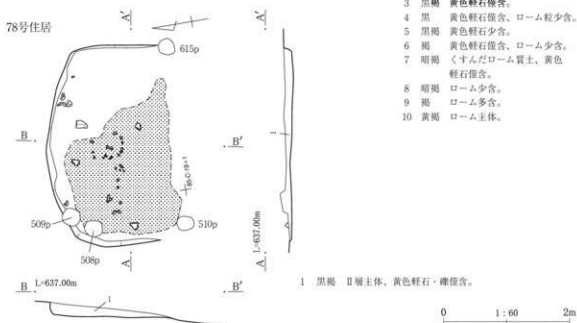 3 黒褐 黄色軽石僅含。
78号住居
A
A'
4 黒 黄色軽石僅含、ローム粒少含。
615p
5 黒褐 黄色軽石少含。
6 褐 黄色軽石僅含、ローム少含。
7 暗褐 くすんだローム質土、黄色
軽石僅含。
8 暗褐 ローム少含。
9 褐 ローム多含。
10 黄褐 ローム主体。
B
B'
1
509p
508p
510p
A
A
L=637.00m
B L=637.00m
B'
1
1 黒褐 Ⅱ層主体、黄色軽石・礫僅含。
0 1:60 2m